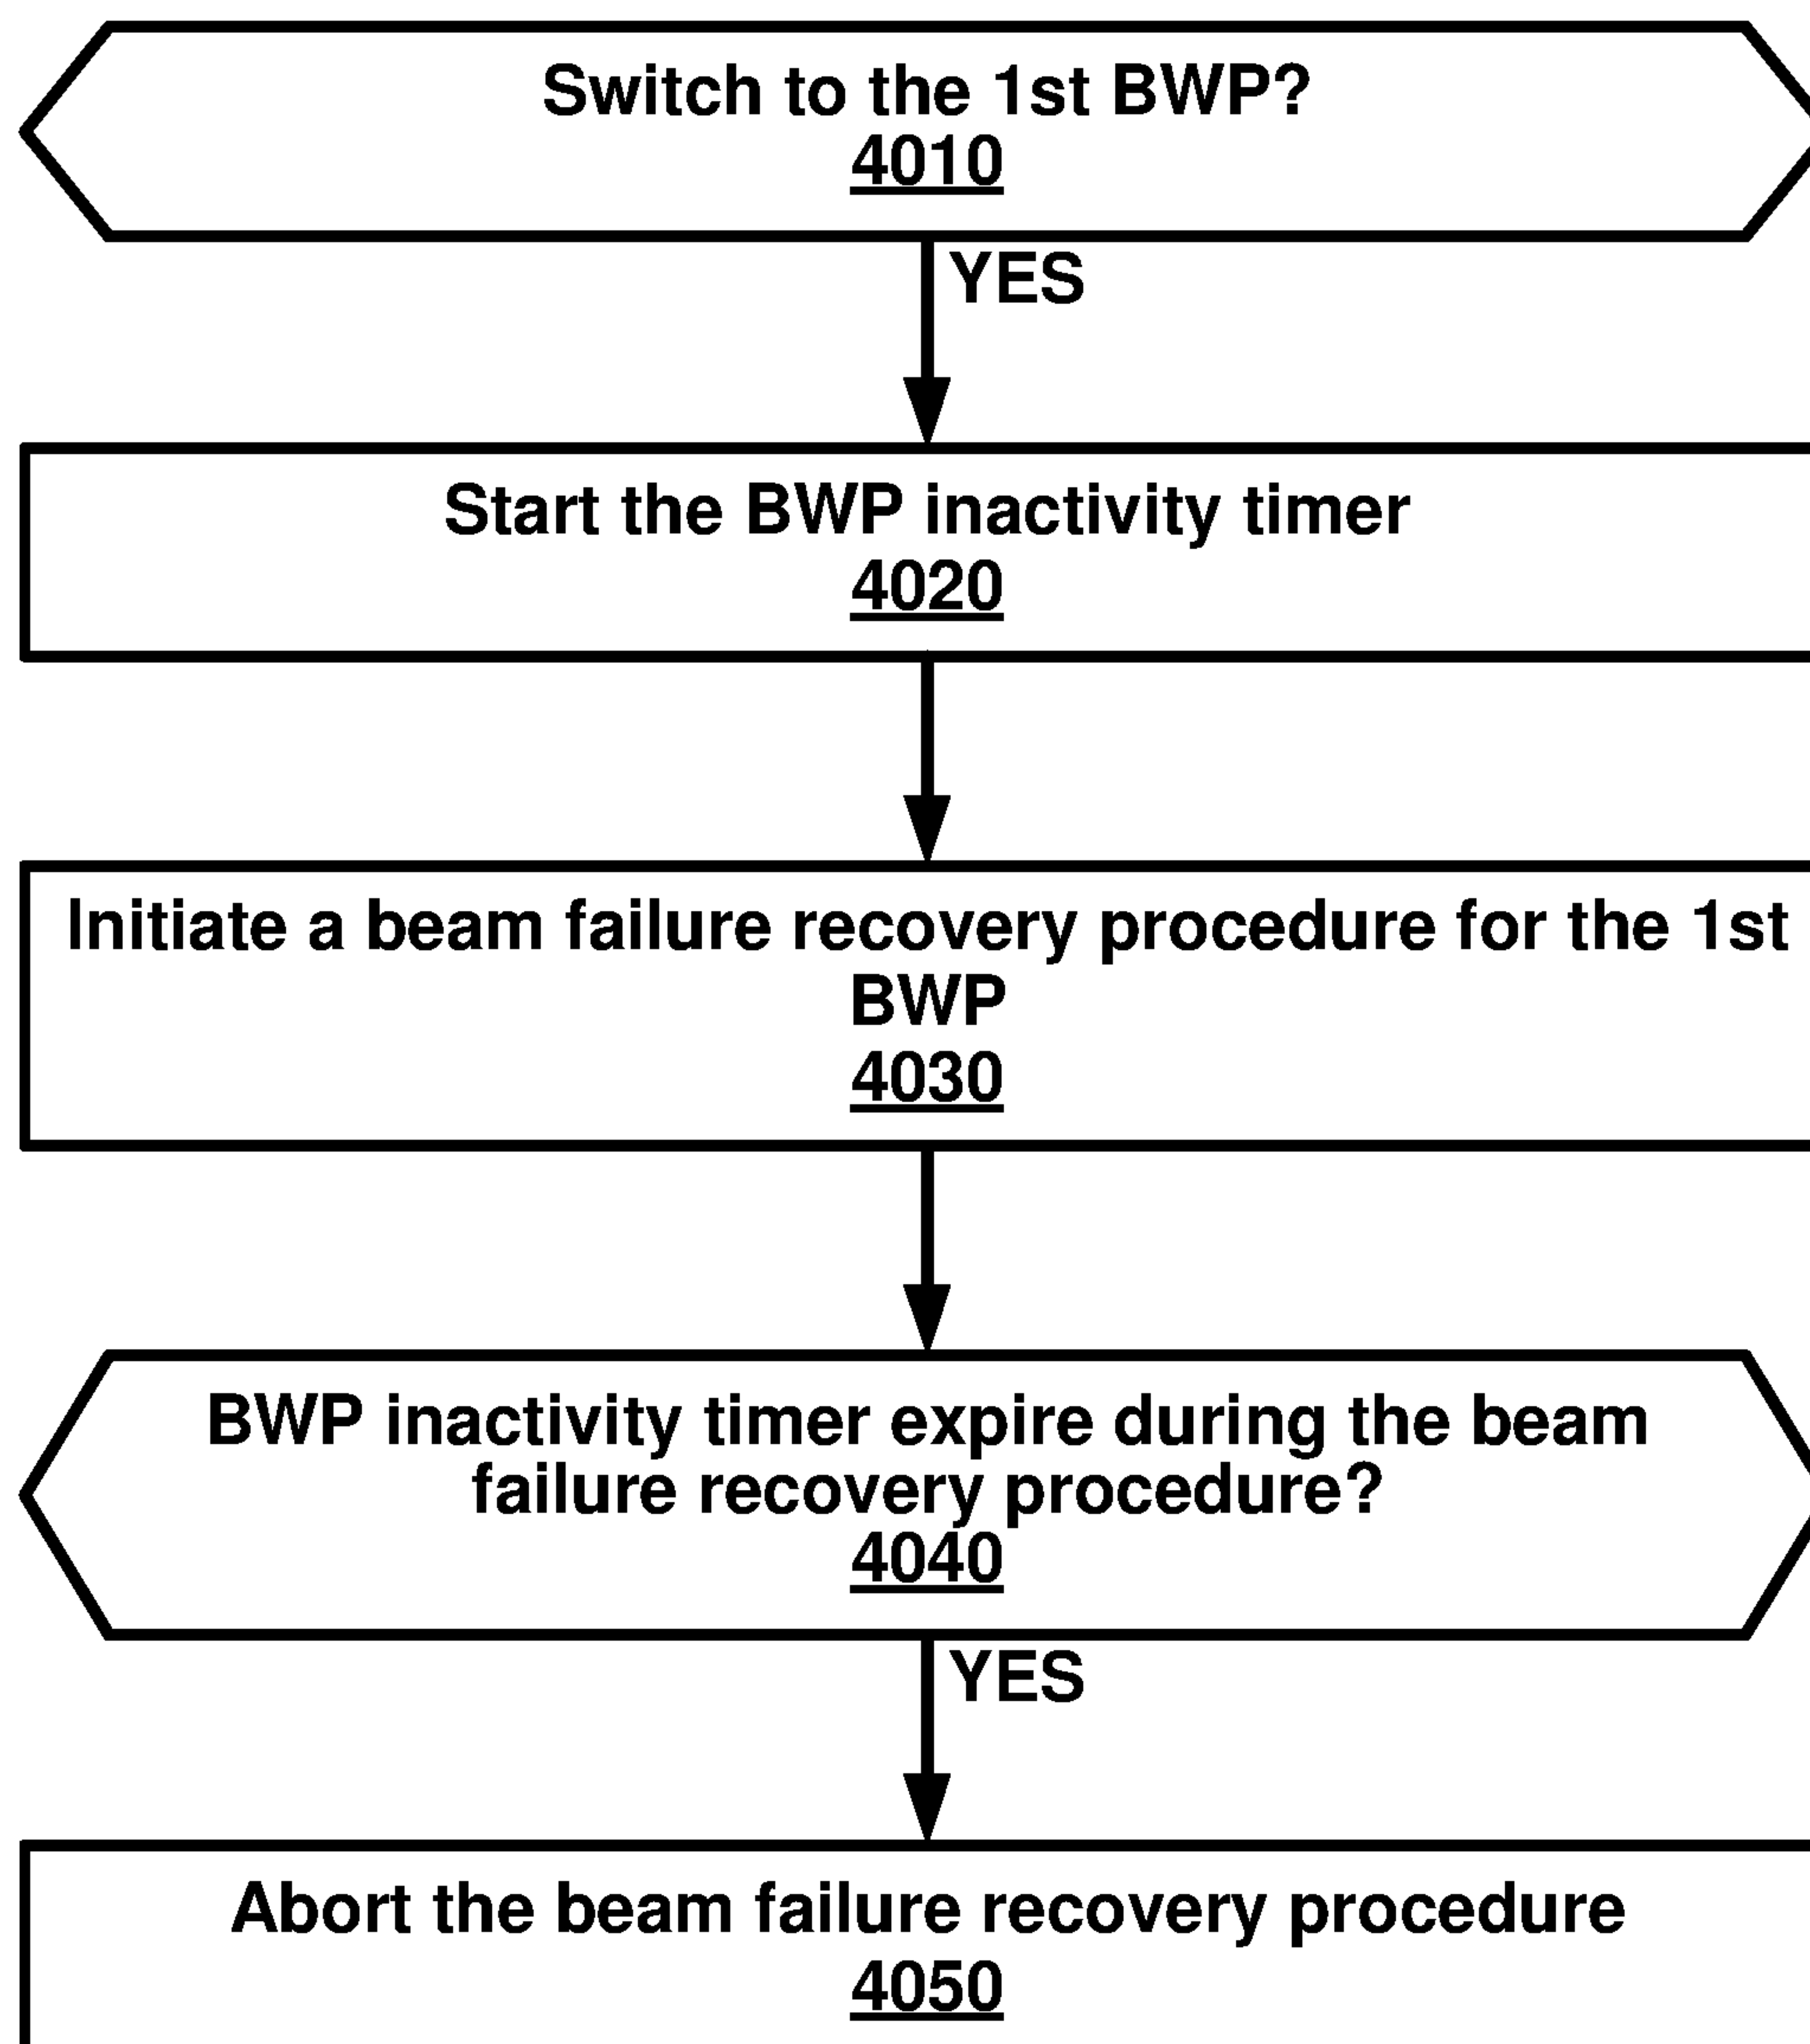 Switch to the 1st BWP?
4010
YES
Start the BWP inactivity timer
4020
Initiate a beam failure recovery procedure for the 1st
BWP
4030
BWP inactivity timer expire during the beam
failure recovery procedure?
4040
YES
Abort the beam failure recovery procedure
4050